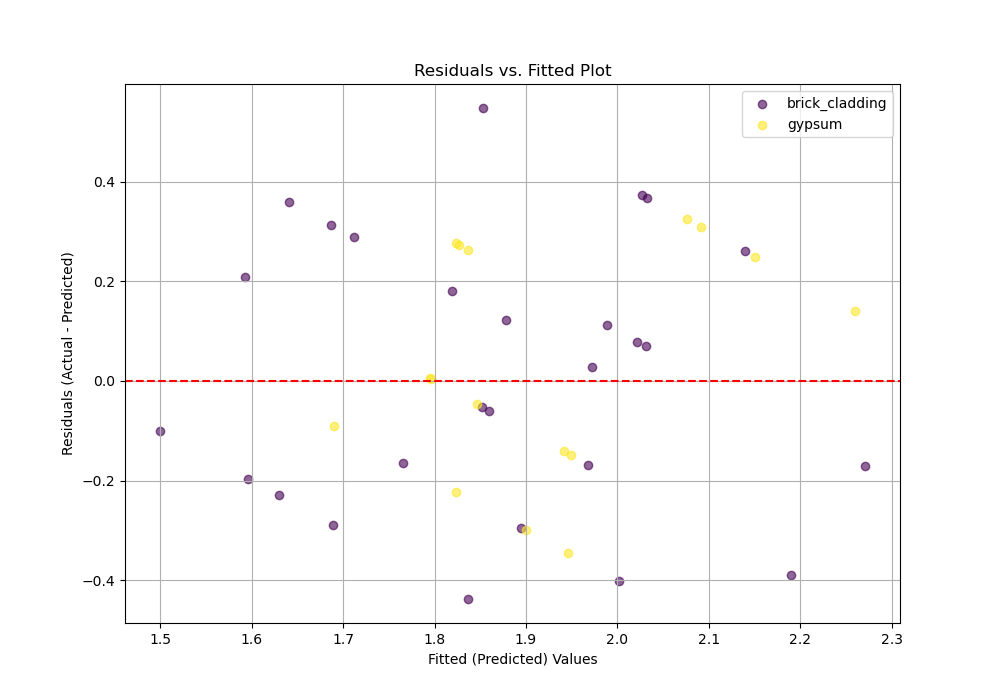 Residuals vs. Fitted Plot
brick_cladding
gypsum
Residuals (Actual - Predicted)
0.4
0.2
0.0
−0.2
−0.4
1.5 1.6 1.7 1.8 1.9 2.0 2.1 2.2 2.3
Fitted (Predicted) Values